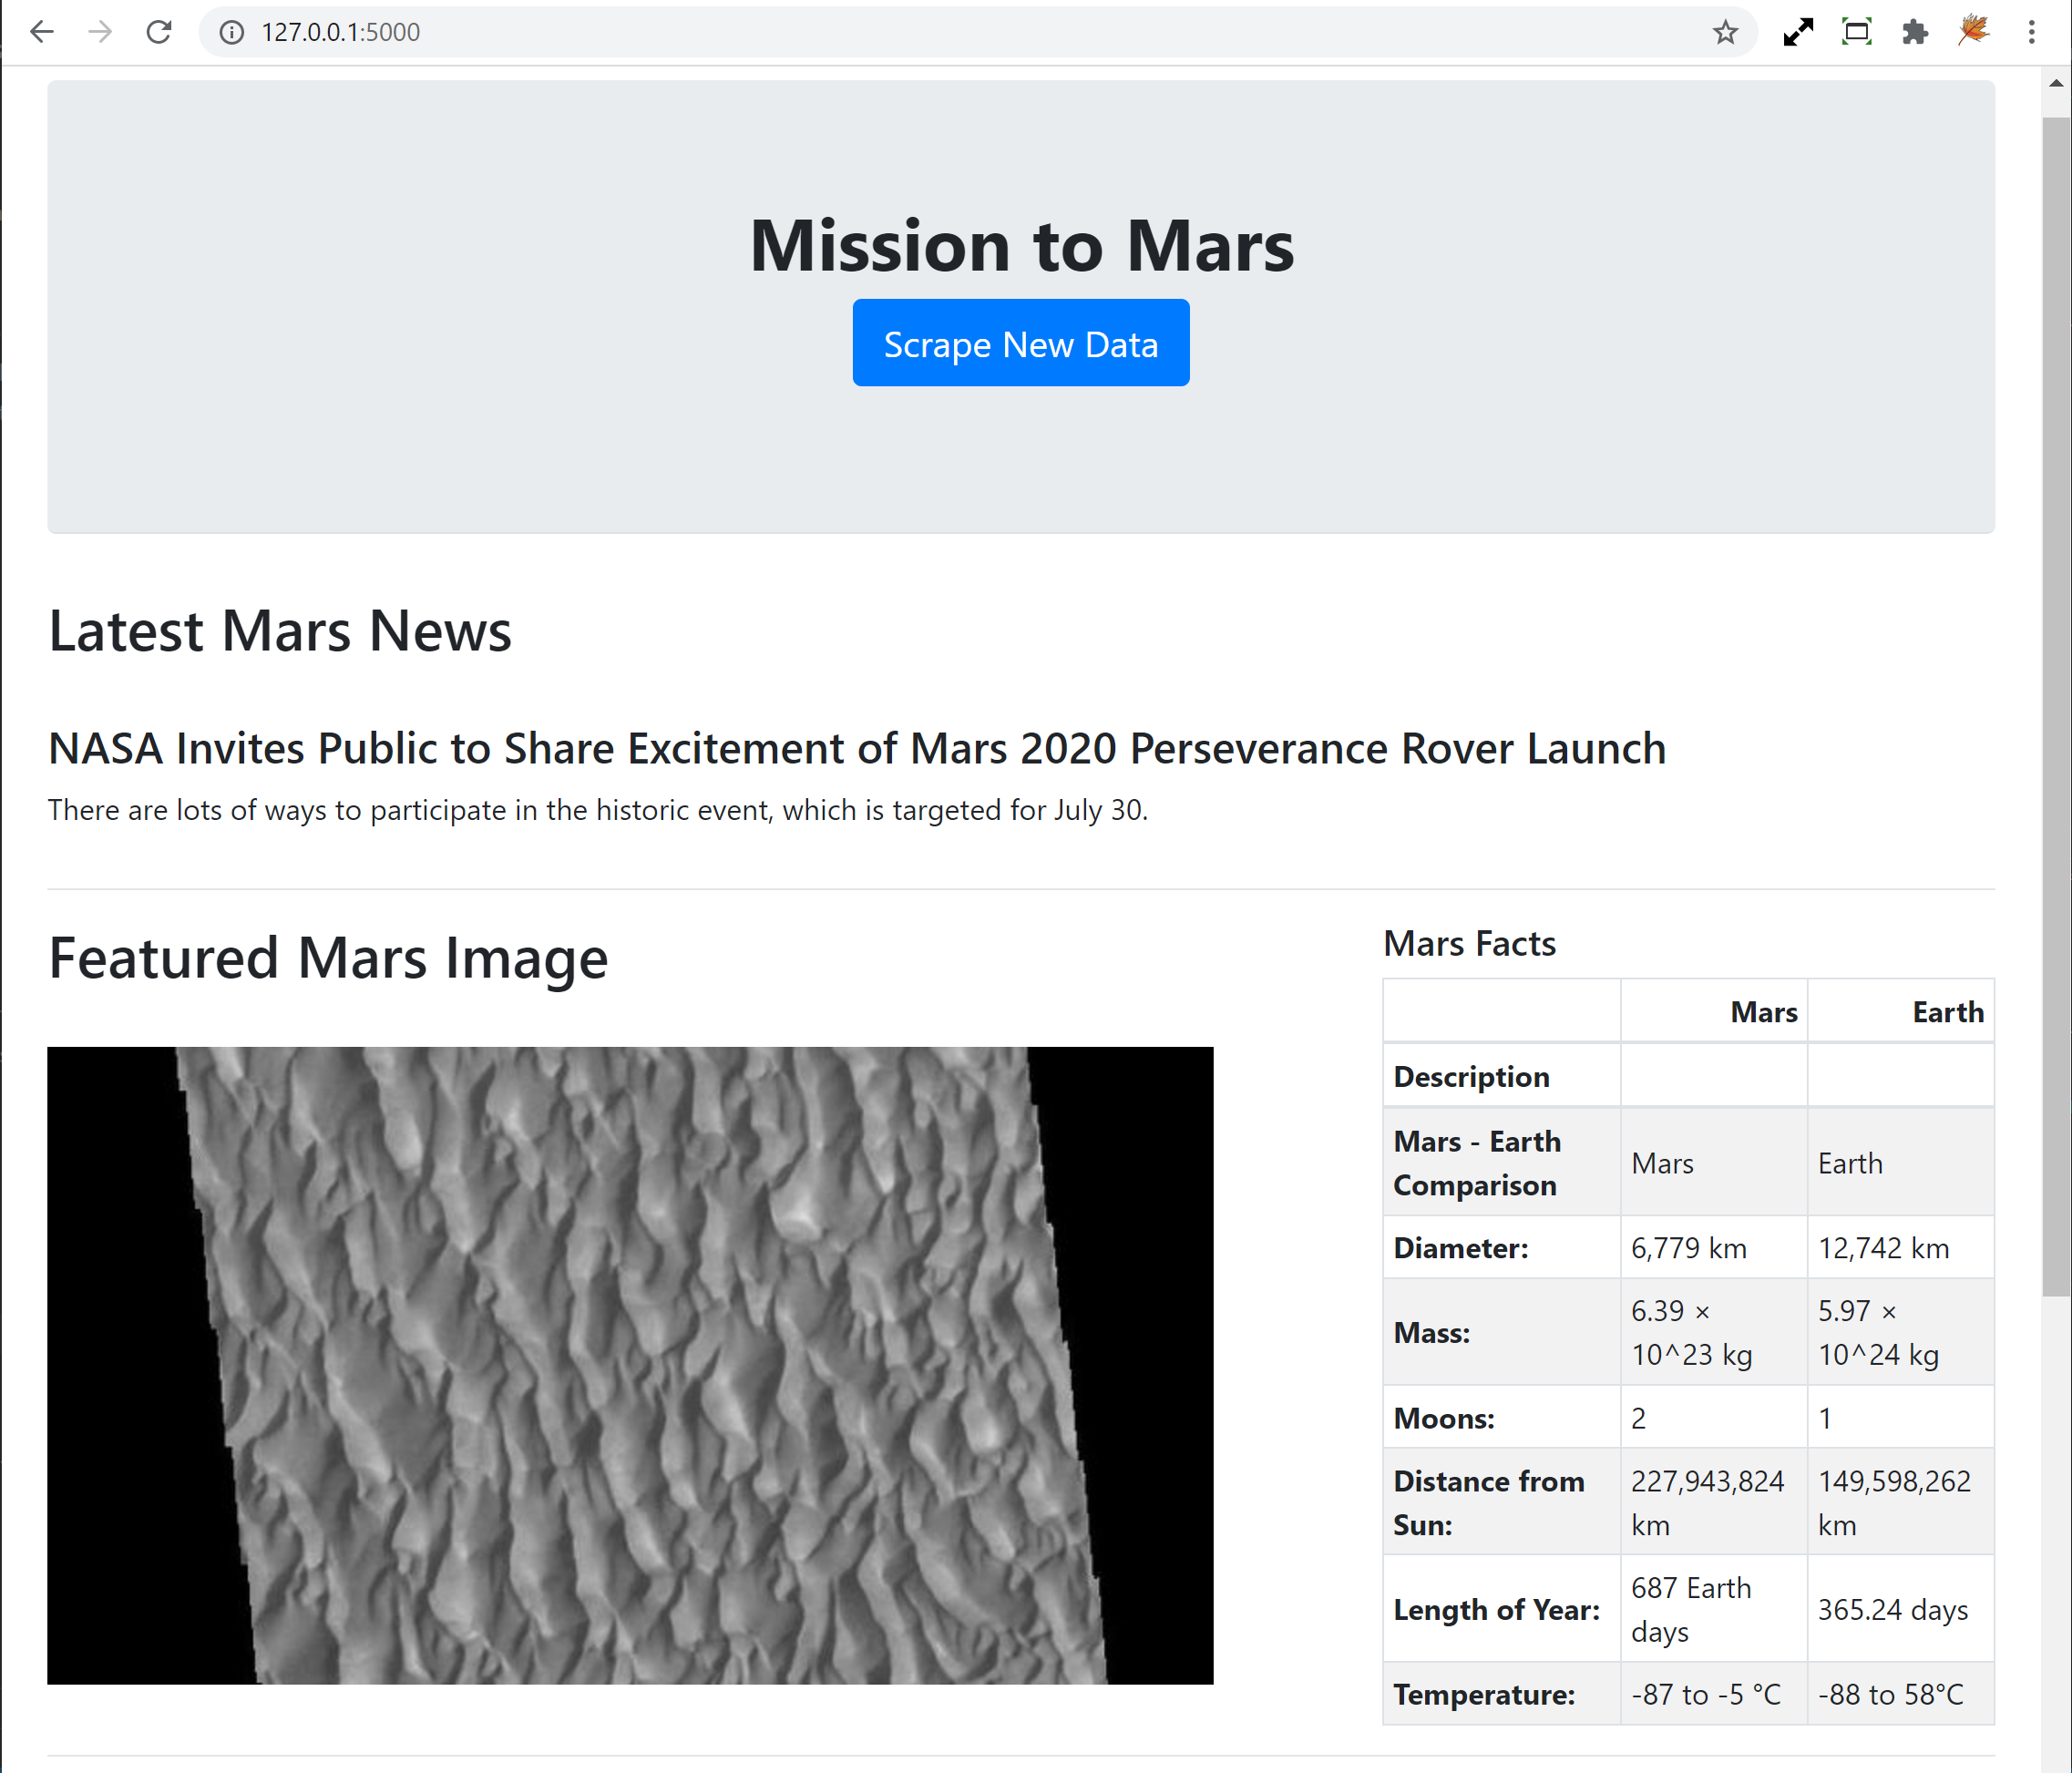 127.0.0.1:5000
Mission to Mars
Scrape New Data
Latest Mars News
NASA Invites Public to Share Excitement of Mars 2020 Perseverance Rover Launch
There are lots of ways to participate in the historic event, which is targeted for July 30.
Featured Mars Image
Mars Facts
Mars Earth
Description
Mars - Earth
Comparison
Mars Earth
Diameter: 6,779 km 12,742 km
Mass:
6.39 ×
10^23 kg
5.97 ×
10^24 kg
Moons: 2 1
Distance from
Sun:
227,943,824
km
149,598,262
km
Length of Year:
687 Earth
days
365.24 days
Temperature: -87 to -5 °C -88 to 58°C